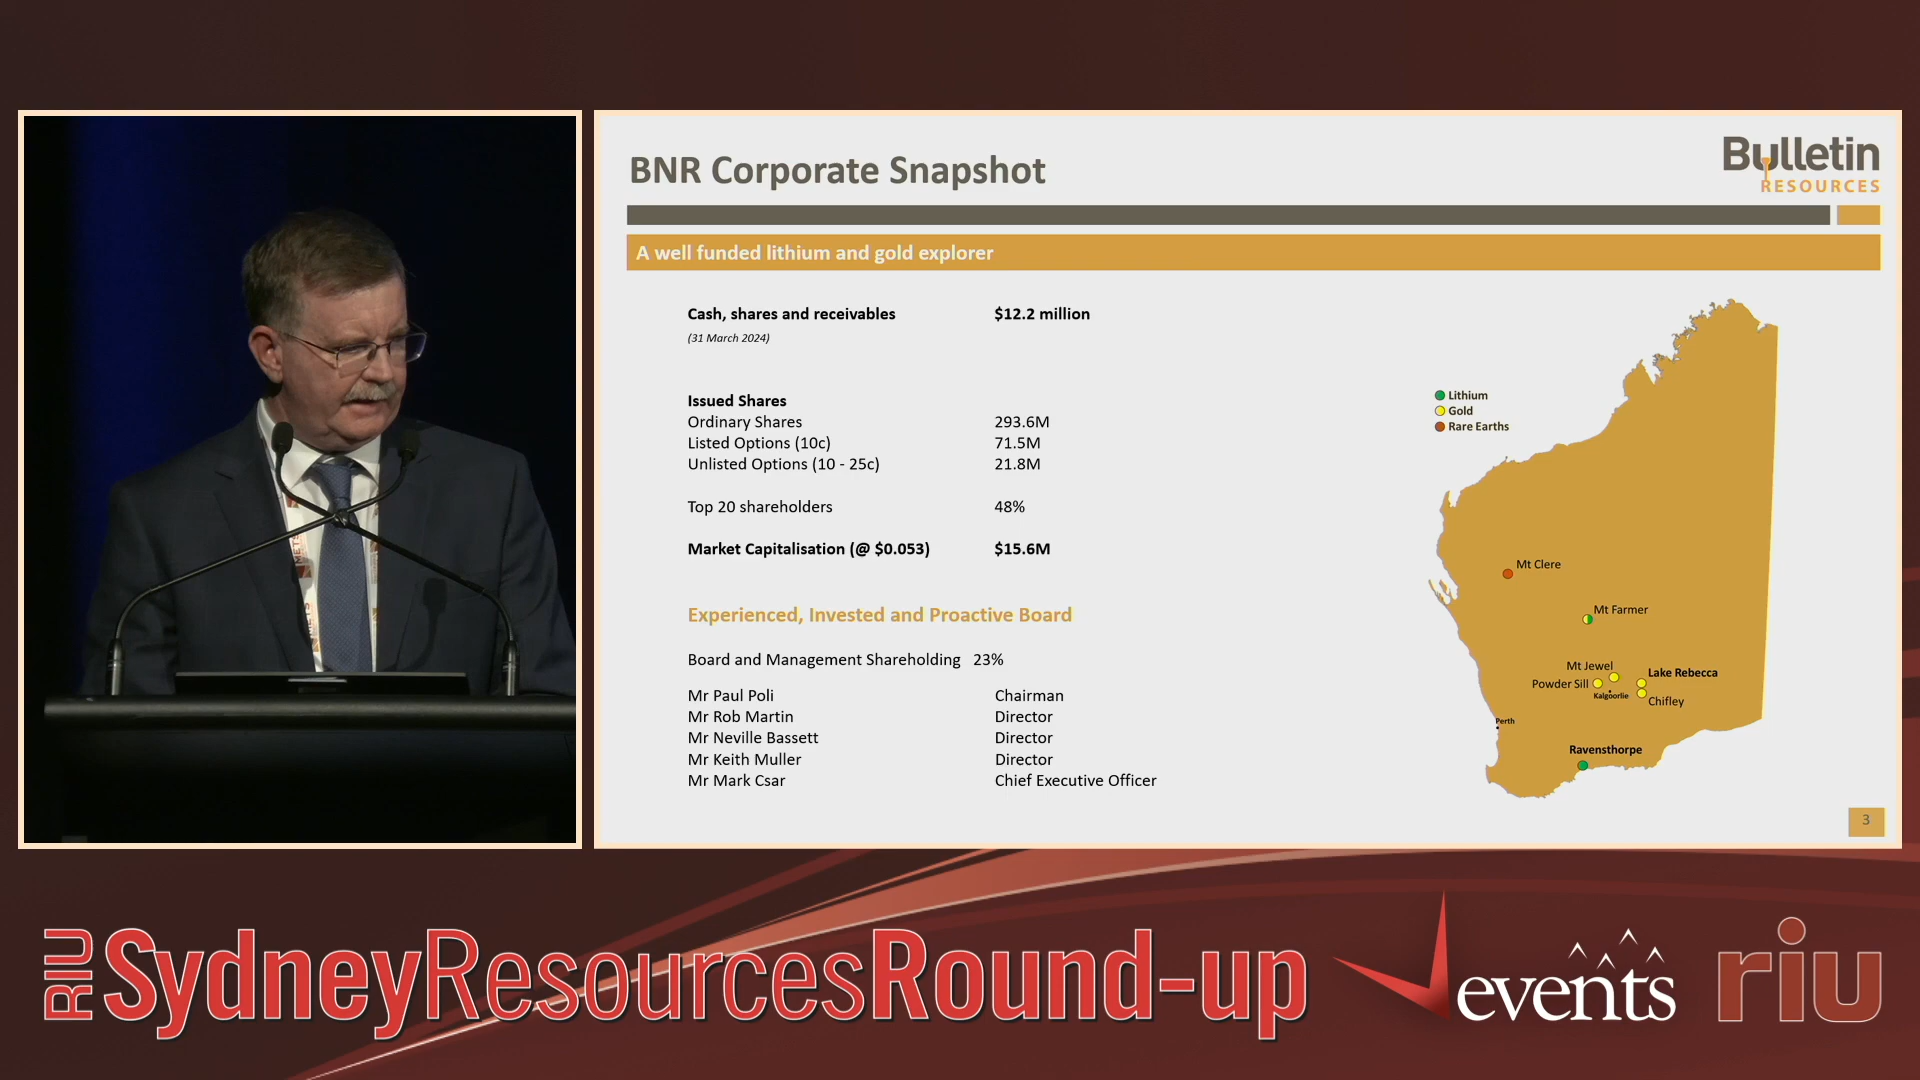 BNR Corporate Snapshot
Bulletin
RESOURCES
A well funded lithium and gold explorer
Cash, shares and receivables $12.2 million
(31 March 2024)
Issued Shares
Ordinary Shares 293.6M
Listed Options (10c) 71.5M
Unlisted Options (10 - 25c) 21.8M
Top 20 shareholders 48%
Market Capitalisation (@ $0.053) $15.6M
Experienced, Invested and Proactive Board
Board and Management Shareholding 23%
Mr Paul Poli Chairman
Mr Rob Martin Director
Mr Neville Bassett Director
Mr Keith Muller Director
Mr Mark Csar Chief Executive Officer
Lithium
Gold
Rare Earths
Mt Clere
Mt Farmer
Mt Jewel
Lake Rebecca
Powder Sill
Kalgoorlie
Chifley
Perth
Ravensthorpe
3
RIU SydneyResourcesRound-up
Vevents
riu